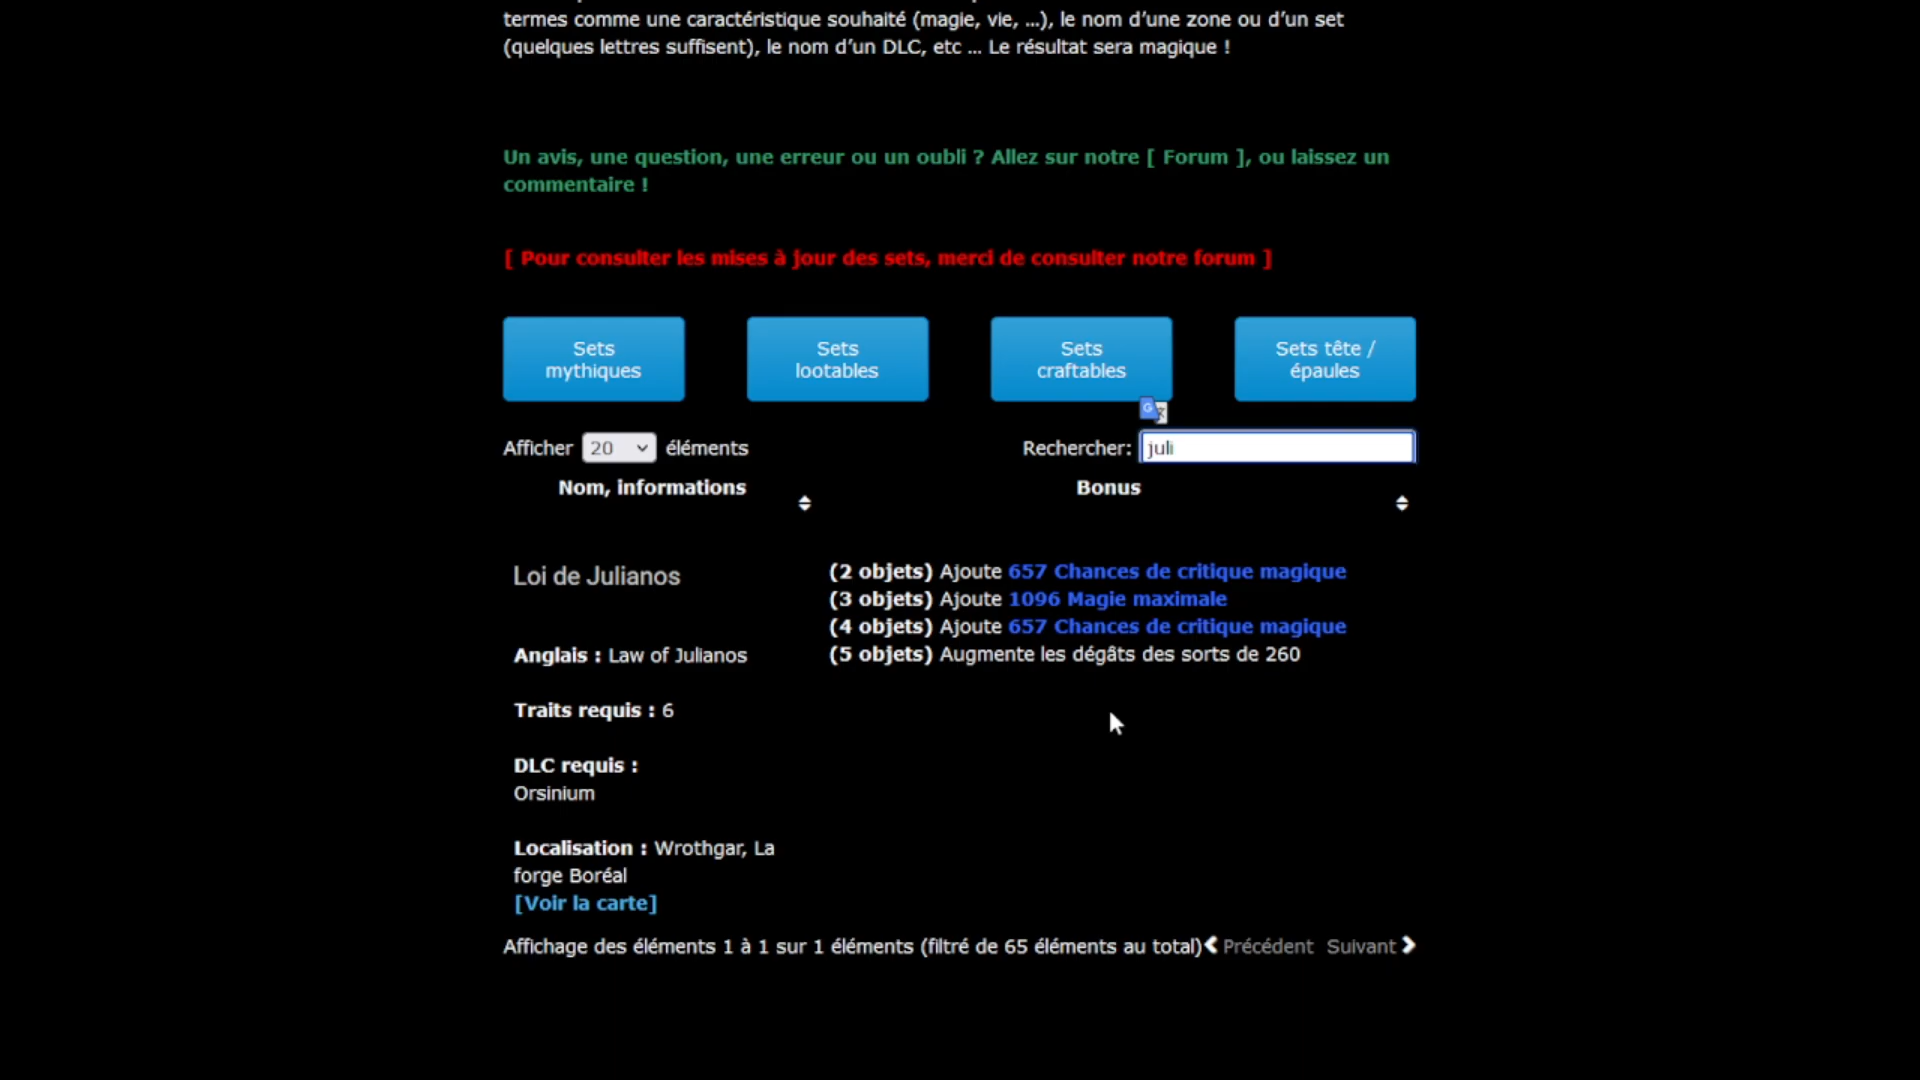 termes comme une caractéristique souhaité (magie, vie, ...), le nom d'une zone ou d'un set
(quelques lettres suffisent), le nom d'un DLC, etc ... Le résultat sera magique !
Un avis, une question, une erreur ou un oubli ? Allez sur notre [ Forum ], ou laissez un
commentaire !
[ Pour consulter les mises à jour des sets, merci de consulter notre forum ]
Sets
mythiques
Sets
lootables
Sets
craftables
Sets tête /
épaules
Afficher 20 éléments
Rechercher: juli
Nom, informations
Bonus
Loi de Julianos
Anglais : Law of Julianos
Traits requis : 6
DLC requis :
Orsinium
Localisation : Wrothgar, La
forge Boréal
[Voir la carte]
(2 objets) Ajoute 657 Chances de critique magique
(3 objets) Ajoute 1096 Magie maximale
(4 objets) Ajoute 657 Chances de critique magique
(5 objets) Augmente les dégâts des sorts de 260
Affichage des éléments 1 à 1 sur 1 éléments (filtré de 65 éléments au total)
Précédent Suivant